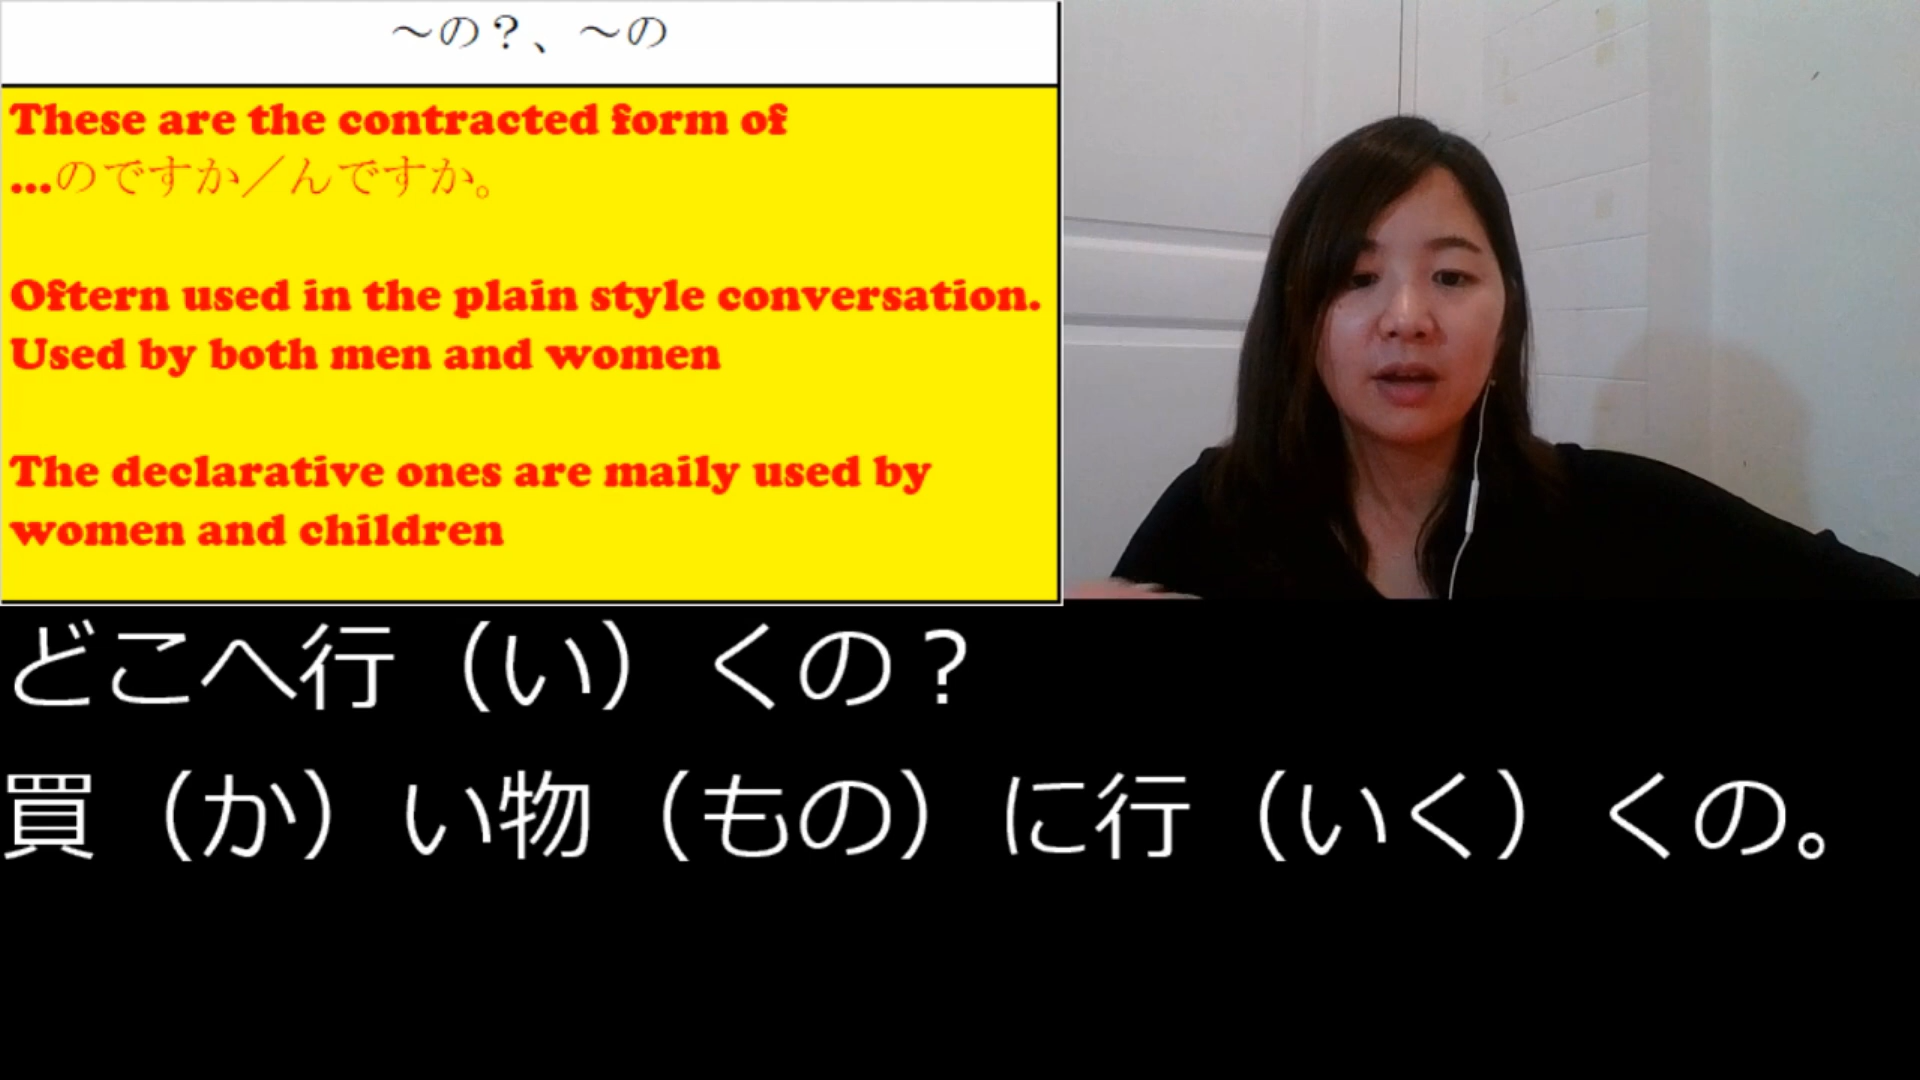 ～の？、～の
These are the contracted form of
...のですか／んですか。
Oftern used in the plain style conversation.
Used by both men and women
The declarative ones are maily used by
women and children
どこへ行（い）くの？
買（か）い物（もの）に行（いく）くの。